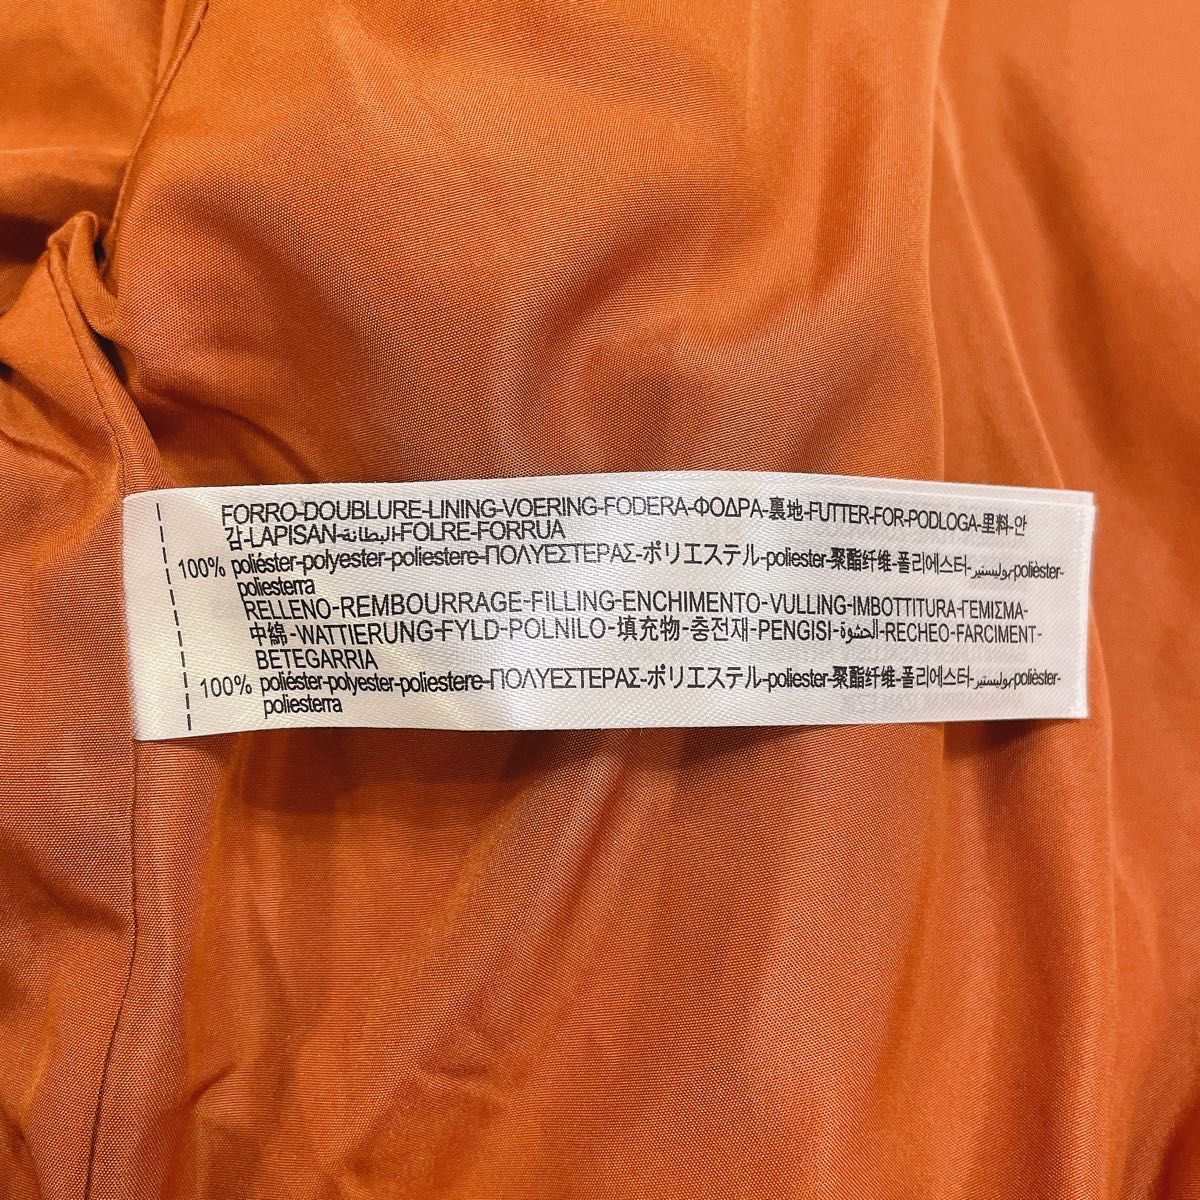 FORRO-DOUBLURE-LINING-VOERING-FODERA-ΦΟΔΡΑ-裏地-FUTTER-FOR-PODLOGA-里料-안
감-LAPISAN-البطانة-FOLRE-FORRUA
100% poliéster-polyester-poliestere-ΠΟΛΥΕΣΤΕΡΑΣ-ポリエステル-poliester-聚酯纤维-폴리에스터-بوليستير-polièster-
poliesterra
RELLENO-REMBOURRAGE-FILLING-ENCHIMENTO-VULLING-IMBOTTITURA-ΓΕΜΙΣΜΑ-
中綿-WATTIERUNG-FYLD-POLNILO-填充物-충전재-PENGISI-الحشوة-RECHEO-FARCIMENT-
BETEGARRIA
100% poliéster-polyester-poliestere-ΠΟΛΥΕΣΤΕΡΑΣ-ポリエステル-poliester-聚酯纤维-폴리에스터-بوليستير-polièster-
poliesterra